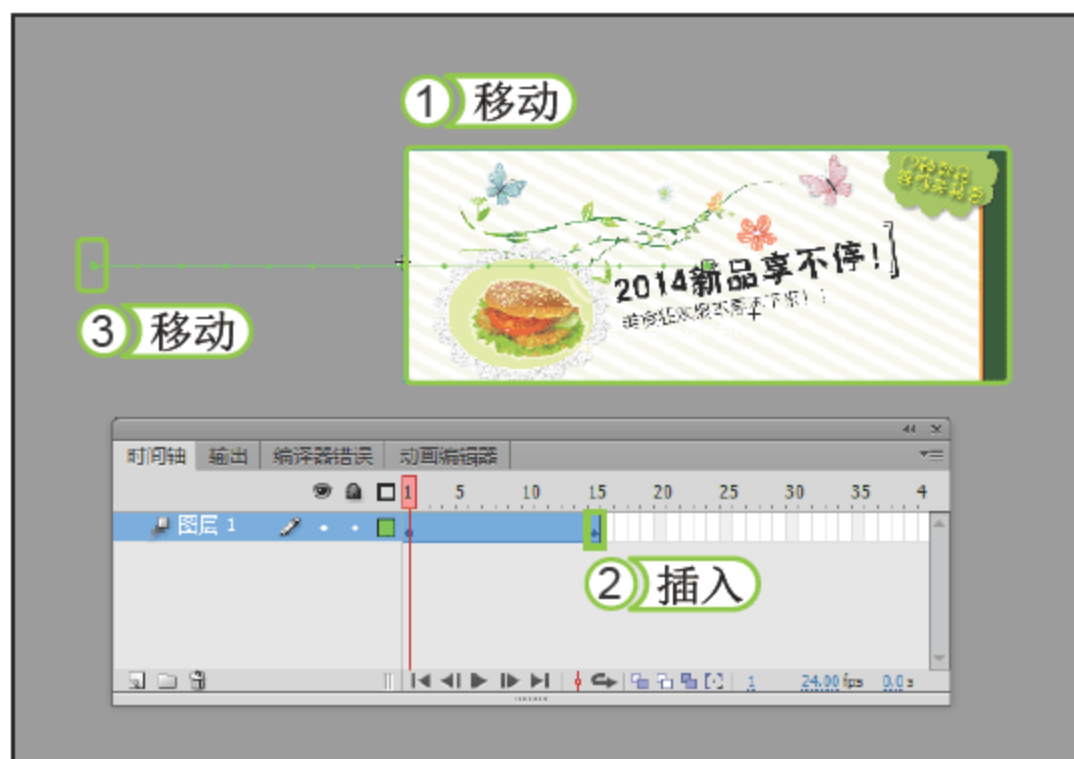 ① 移动
2014新品享不停!
③ 移动
时间轴 输出 编译器错误 动画编辑器
1 5 10 15 20 25 30 35 4
图层 1
② 插入
1 24.00 fps 0.0 s